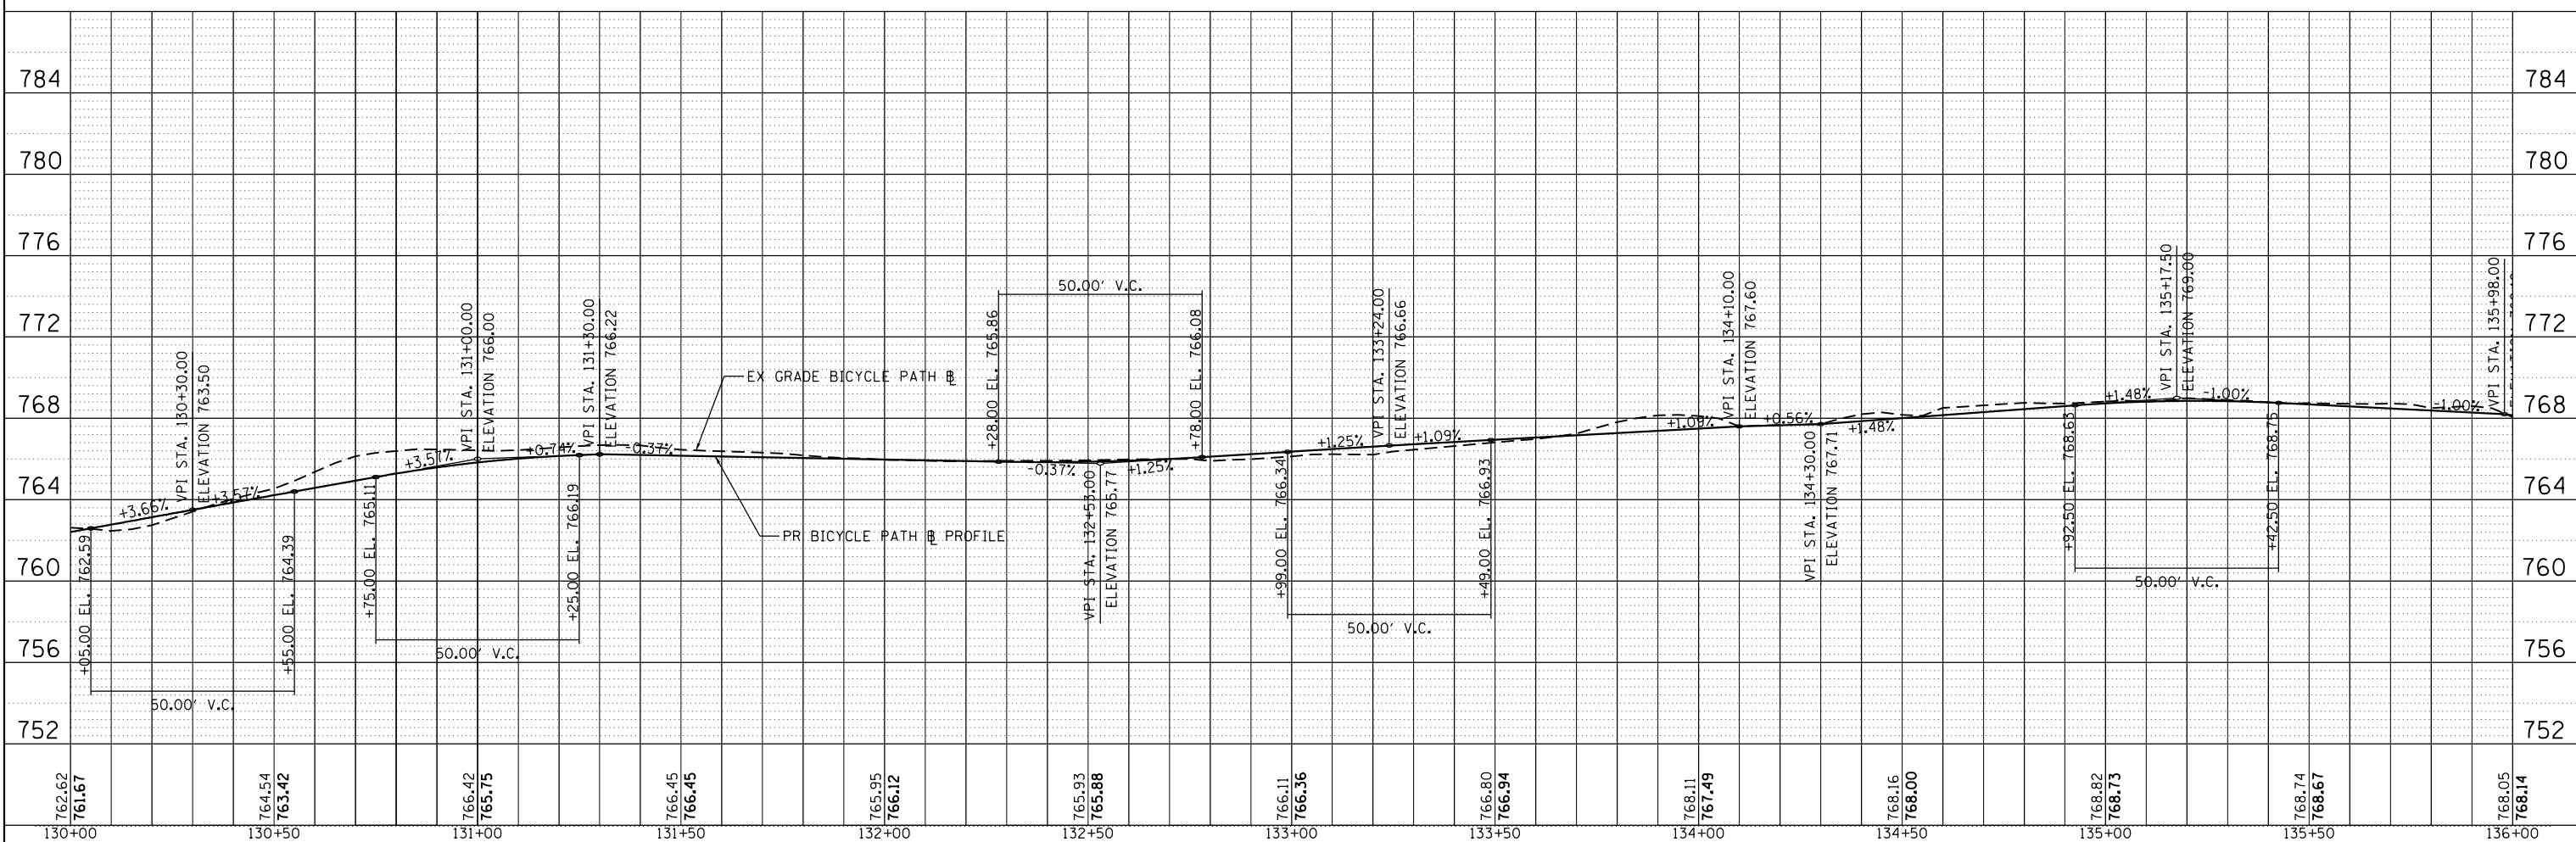 784
784
780
780
776
776
772
772
768
768
764
764
760
760
756
756
752
752
+05.00 EL. 762.59
+3.66%
VPI STA. 130+30.00
ELEVATION 763.50
+3.57%
+55.00 EL. 764.39
50.00' V.C.
+75.00 EL. 765.11
+3.57%
VPI STA. 131+00.00
ELEVATION 766.00
+0.74%
+25.00 EL. 766.19
50.00' V.C.
VPI STA. 131+30.00
ELEVATION 766.22
-0.37%
EX GRADE BICYCLE PATH ȻL
PR BICYCLE PATH PROFILE
+28.00 EL. 765.86
50.00' V.C.
-0.37%
VPI STA. 132+53.00
ELEVATION 765.77
+1.25%
+78.00 EL. 766.08
+99.00 EL. 766.34
+1.25%
VPI STA. 133+24.00
ELEVATION 766.66
+1.09%
+49.00 EL. 766.93
50.00' V.C.
+1.09%
VPI STA. 134+10.00
ELEVATION 767.60
+0.56%
VPI STA. 134+30.00
ELEVATION 767.71
+1.48%
+92.50 EL. 768.63
+1.48%
VPI STA. 135+17.50
ELEVATION 769.00
-1.00%
+42.50 EL. 768.75
50.00' V.C.
-1.00%
VPI STA. 135+98.00
762.62 761.67
764.54 763.42
766.42 765.75
766.45 766.45
765.95 766.12
765.93 765.88
766.11 766.36
766.80 766.94
768.11 767.49
768.16 768.00
768.82 768.73
768.74 768.67
768.05 768.14
130+00 130+50 131+00 131+50 132+00 132+50 133+00 133+50 134+00 134+50 135+00 135+50 136+00